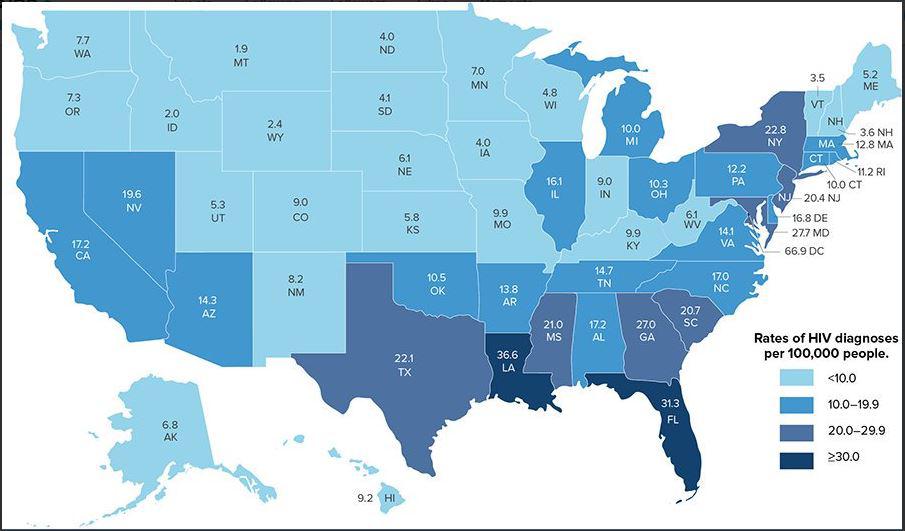 7.7
WA
1.9
MT
4.0
ND
7.0
MN
4.8
WI
10.0
MI
3.5
VT
5.2
ME
NH
3.6 NH
22.8
NY
MA
12.8 MA
7.3
OR
2.0
ID
2.4
WY
4.1
SD
4.0
IA
CT
11.2 RI
10.0 CT
12.2
PA
NJ
20.4 NJ
16.8 DE
27.7 MD
66.9 DC
19.6
NV
5.3
UT
9.0
CO
6.1
NE
5.8
KS
9.9
MO
16.1
IL
9.0
IN
10.3
OH
6.1
WV
14.1
VA
9.9
KY
17.2
CA
14.3
AZ
8.2
NM
10.5
OK
13.8
AR
14.7
TN
17.0
NC
20.7
SC
22.1
TX
36.6
LA
21.0
MS
17.2
AL
27.0
GA
31.3
FL
6.8
AK
9.2 HI
Rates of HIV diagnoses
per 100,000 people.
<10.0
10.0–19.9
20.0–29.9
≥30.0